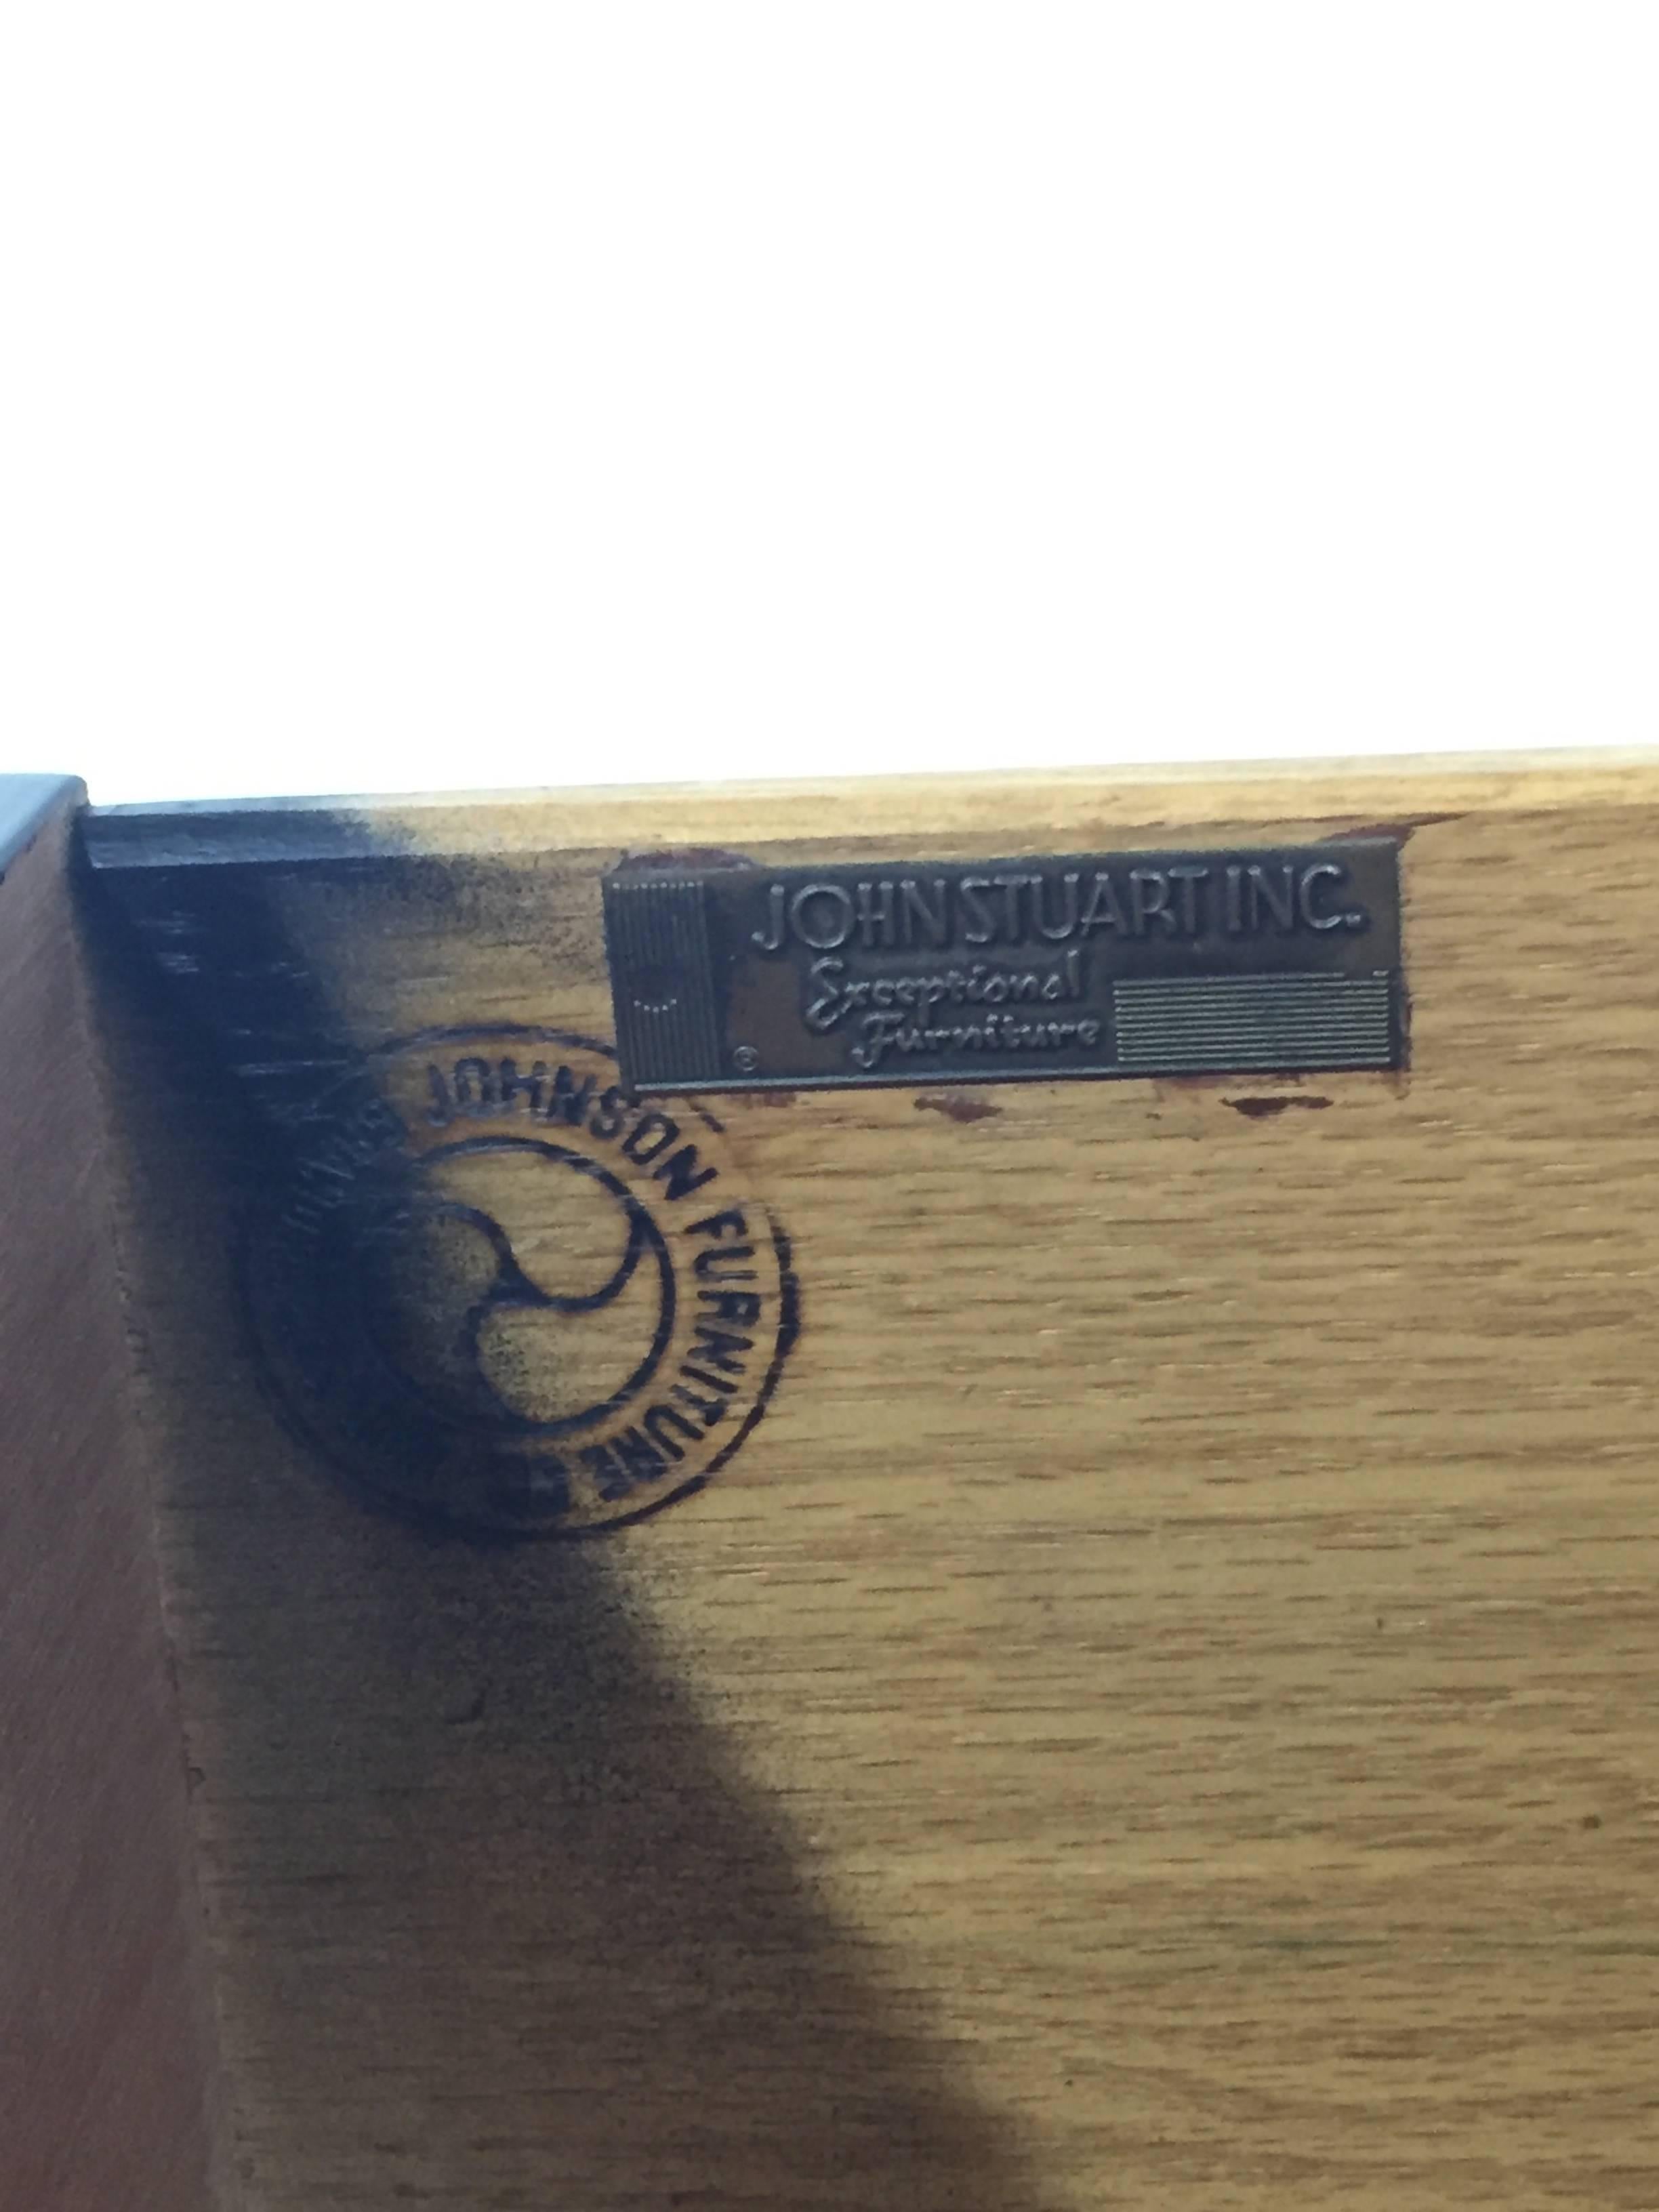 JOHN STUART INC.
Exceptional
Furniture
®
JOHNSON FURNITURE